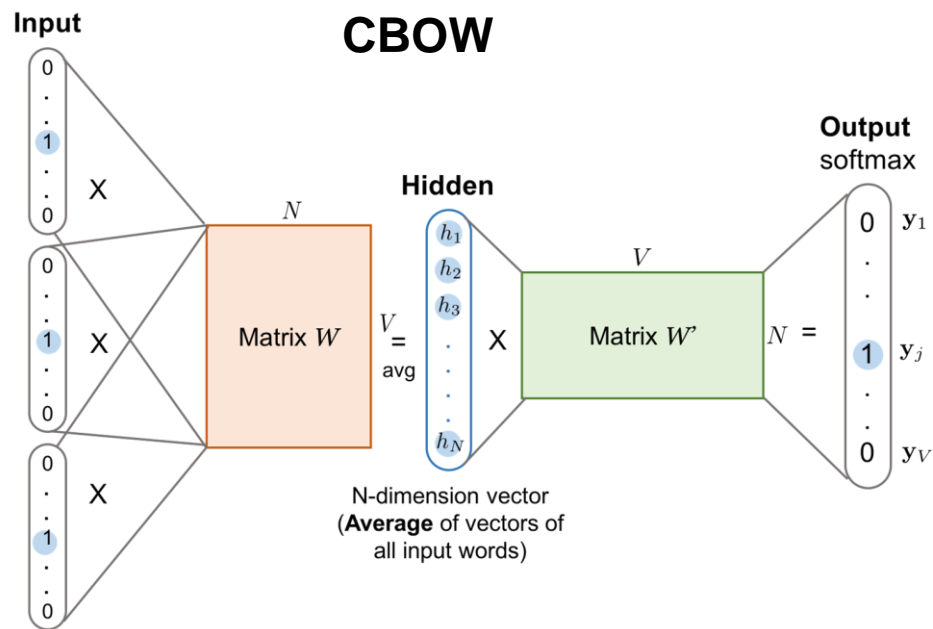 CBOW
Input
0
.
.
1
.
.
0
X
0
.
.
1
.
.
0
X
0
.
.
1
.
.
0
X
N
Matrix W
V
=
avg
Hidden
h1
h2
h3
.
.
.
hN
N-dimension vector
(Average of vectors of
all input words)
X
V
Matrix W’
N =
Output
softmax
0 y1
.
.
1 yj
.
.
0 yV